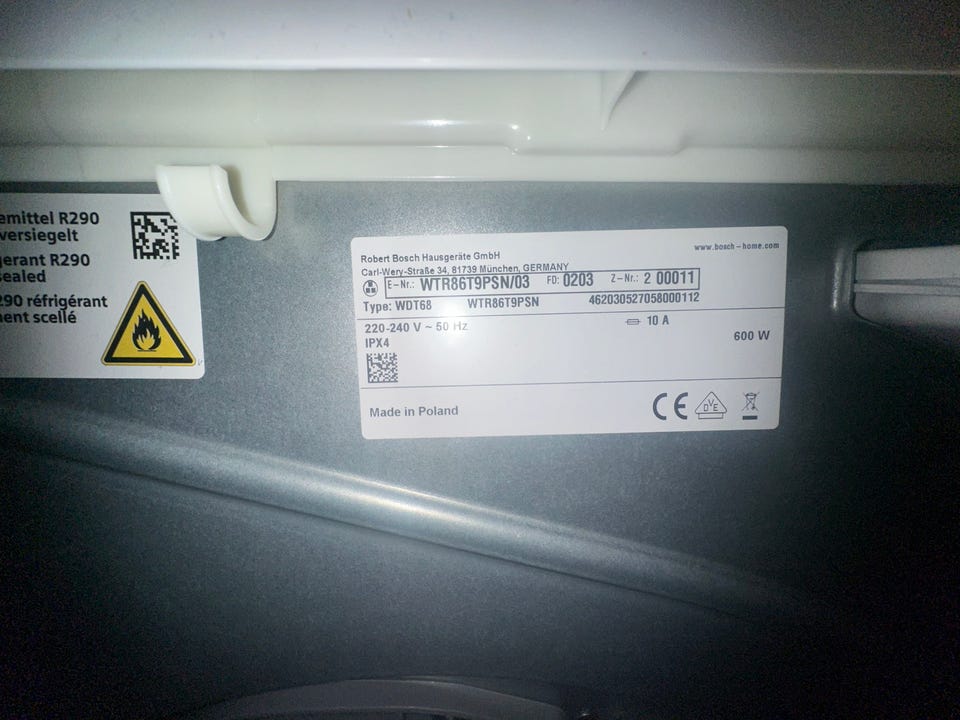 emittel R290
versiegelt
gerant R290
sealed
290 réfrigérant
ment scellé
Robert Bosch Hausgeräte GmbH
www.bosch-home.com
Carl-Wery-Straße 34, 81739 München, GERMANY
E-Nr.: WTR86T9PSN/03 FD: 0203 Z-Nr.: 2 00011
Type: WDT68 WTR86T9PSN 462030527058000112
220-240 V ~ 50 Hz 10 A
IPX4 600 W
Made in Poland
CE DVE